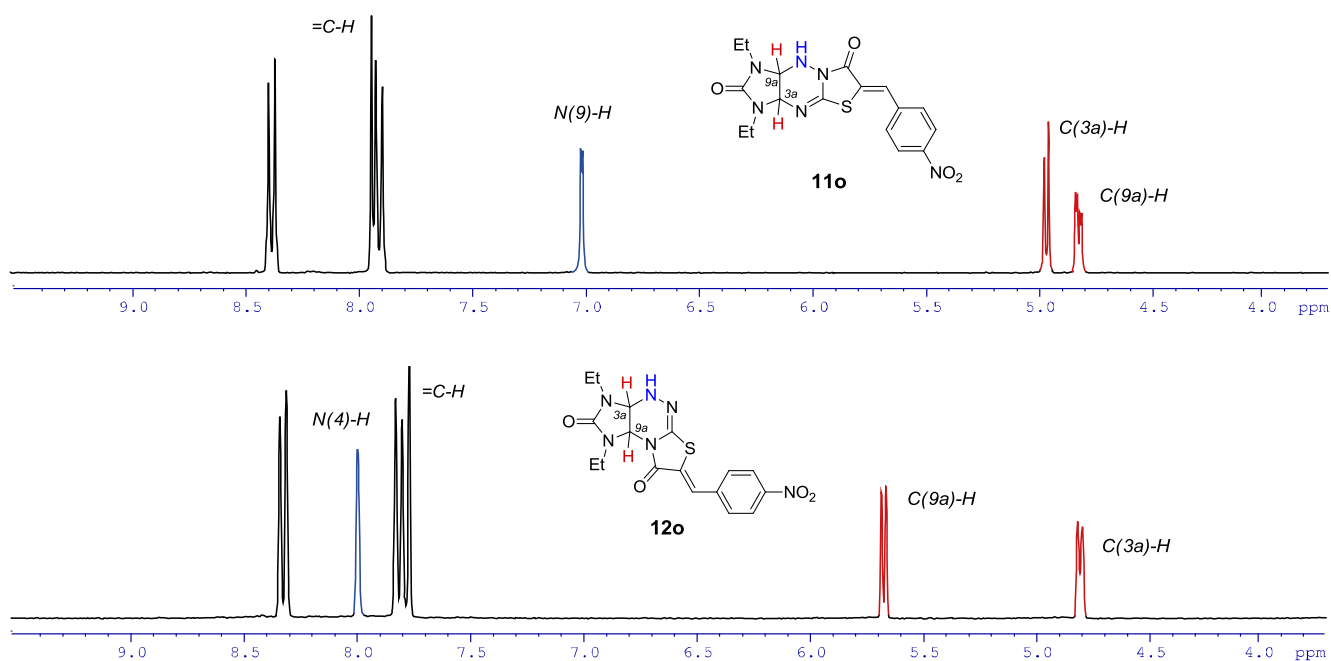 =C-H
N(9)-H
Et
H
H
N
N
O
N
9a
3a
O
N
N
S
H
Et
NO2
11o
C(3a)-H
C(9a)-H
9.0 8.5 8.0 7.5 7.0 6.5 6.0 5.5 5.0 4.5 4.0 ppm
N(4)-H
=C-H
Et
H
H
N
N
N
O
3a
9a
N
N
S
Et
H
O
NO2
12o
C(9a)-H
C(3a)-H
9.0 8.5 8.0 7.5 7.0 6.5 6.0 5.5 5.0 4.5 4.0 ppm